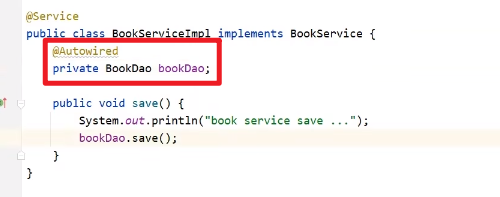 @Service
public class BookServiceImpl implements BookService {
@Autowired
private BookDao bookDao;
public void save() {
System.out.println("book service save ...");
bookDao.save();
}
}